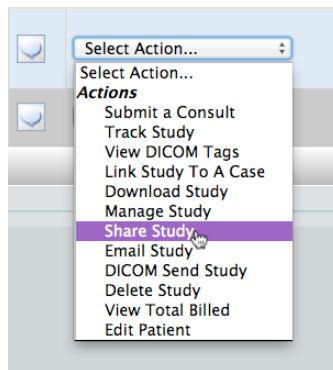 Select Action...
Select Action...
Actions
Submit a Consult
Track Study
View DICOM Tags
Link Study To A Case
Download Study
Manage Study
Share Study
Email Study
DICOM Send Study
Delete Study
View Total Billed
Edit Patient